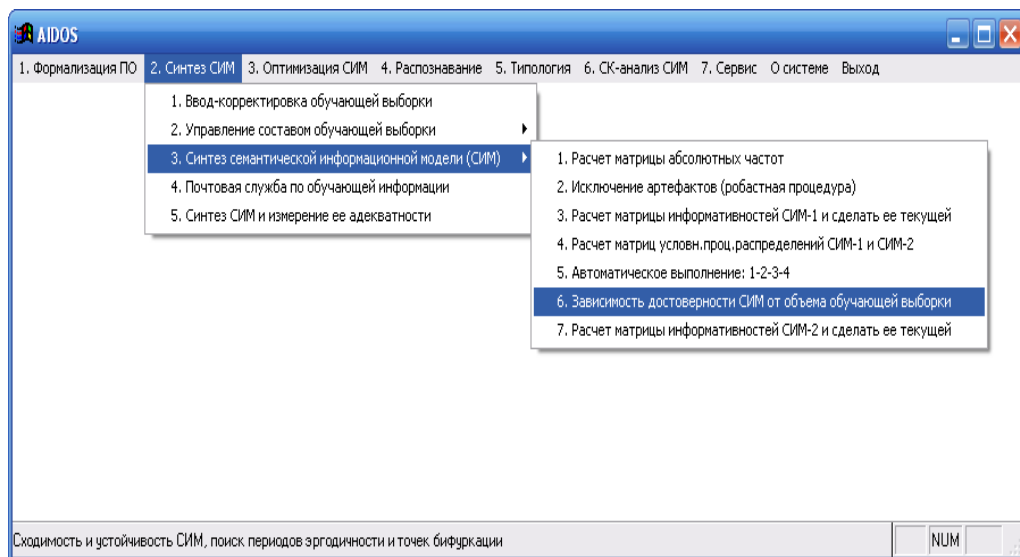 AIDOS
1. Формализация ПО 2. Синтез СИМ 3. Оптимизация СИМ 4. Распознавание 5. Типология 6. СК-анализ СИМ 7. Сервис О системе Выход
1. Ввод-корректировка обучающей выборки
2. Управление составом обучающей выборки
3. Синтез семантической информационной модели (СИМ)
4. Почтовая служба по обучающей информации
5. Синтез СИМ и измерение ее адекватности
1. Расчет матрицы абсолютных частот
2. Исключение артефактов (робастная процедура)
3. Расчет матрицы информативностей СИМ-1 и сделать ее текущей
4. Расчет матриц условн.проц.распределений СИМ-1 и СИМ-2
5. Автоматическое выполнение: 1-2-3-4
6. Зависимость достоверности СИМ от объема обучающей выборки
7. Расчет матрицы информативностей СИМ-2 и сделать ее текущей
Сходимость и устойчивость СИМ, поиск периодов эргодичности и точек бифуркации
NUM